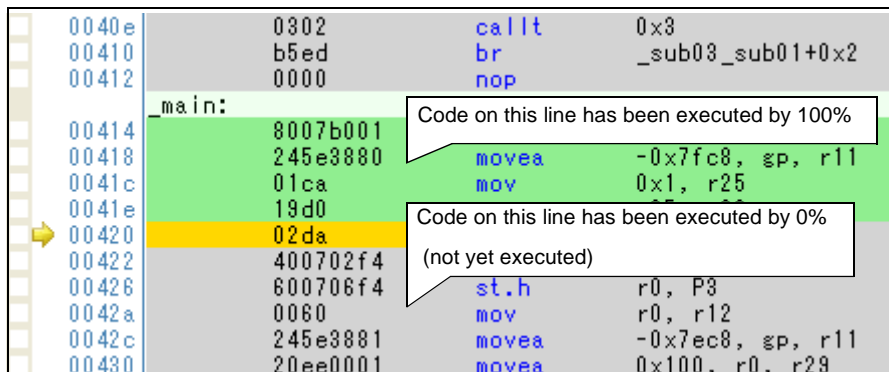 0040e 0302 callt 0x3
00410 b5ed br _sub03_sub01+0x2
00412 0000 nop
_main:
Code on this line has been executed by 100%
00414 8007b001
00418 245e3880 movea -0x7fc8, gp, r11
0041c 01ca mov 0x1, r25
0041e 19d0
Code on this line has been executed by 0%
(not yet executed)
00420 02da
00422 400702f4
00426 600706f4 st.h r0, P3
0042a 0060 mov r0, r12
0042c 245e3881 movea -0x7ec8, gp, r11
00430 20ee0001 movea 0x100, r0, r29